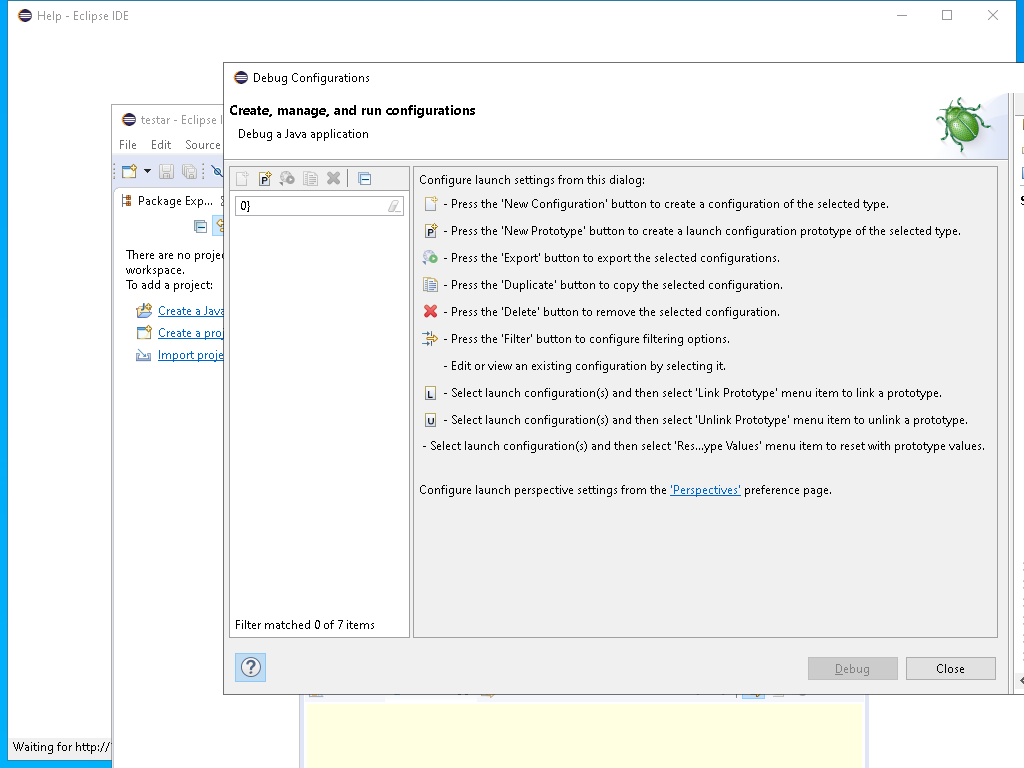 Help - Eclipse IDE
Debug Configurations
Create, manage, and run configurations
Debug a Java application
testar - Eclipse
File Edit Source
Package Exp...
There are no
workspace.
To add a project:
Create a Java
Create a
Import
0}
Filter matched 0 of 7 items
Configure launch settings from this dialog:
- Press the 'New Configuration' button to create a configuration of the selected type.
P - Press the 'New Prototype' button to create a launch configuration prototype of the selected type.
- Press the 'Export' button to export the selected configurations.
- Press the 'Duplicate' button to copy the selected configuration.
- Press the 'Delete' button to remove the selected configuration.
- Press the 'Filter' button to configure filtering options.
- Edit or view an existing configuration by selecting it.
L - Select launch configuration(s) and then select 'Link Prototype' menu item to link a prototype.
U - Select launch configuration(s) and then select 'Unlink Prototype' menu item to unlink a prototype.
- Select launch configuration(s) and then select 'Res...ype Values' menu item to reset with prototype values.
Configure launch perspective settings from the 'Perspectives' preference page.
?
Debug Close
Waiting for http://